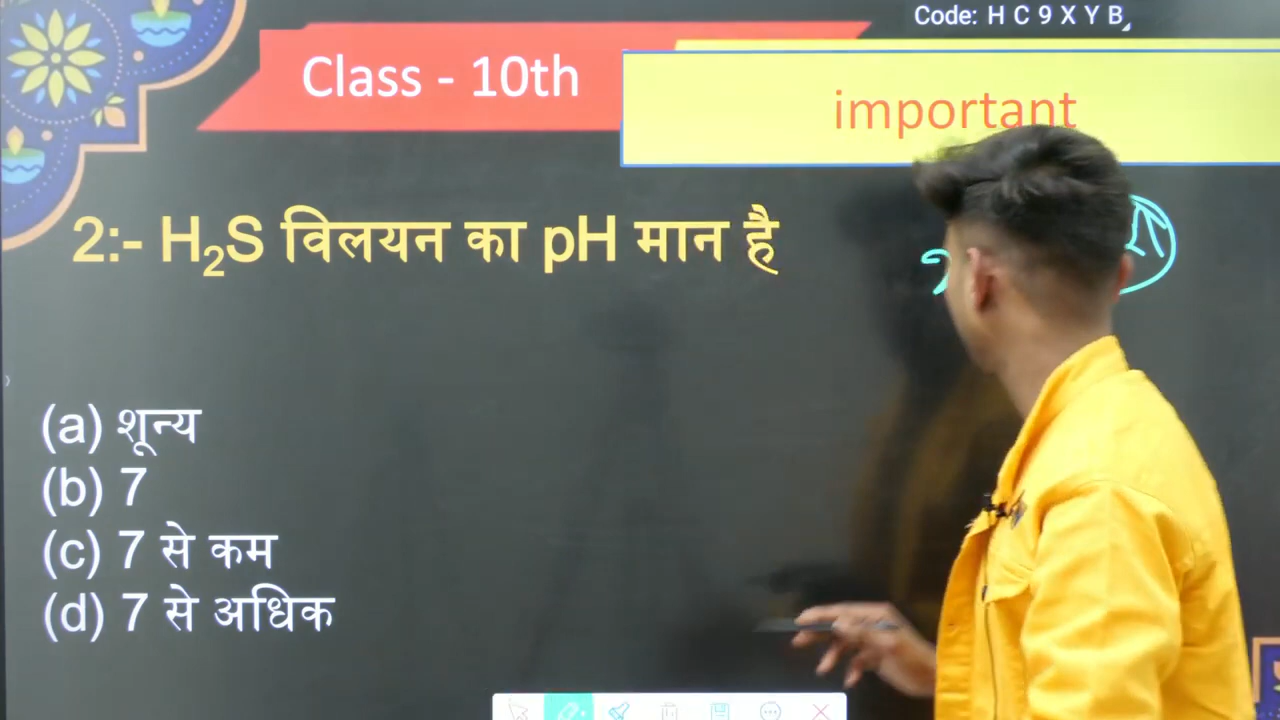 Code: H C 9 X Y B
Class - 10th
important
2:- H₂S विलयन का pH मान है
(a) शून्य
(b) 7
(c) 7 से कम
(d) 7 से अधिक